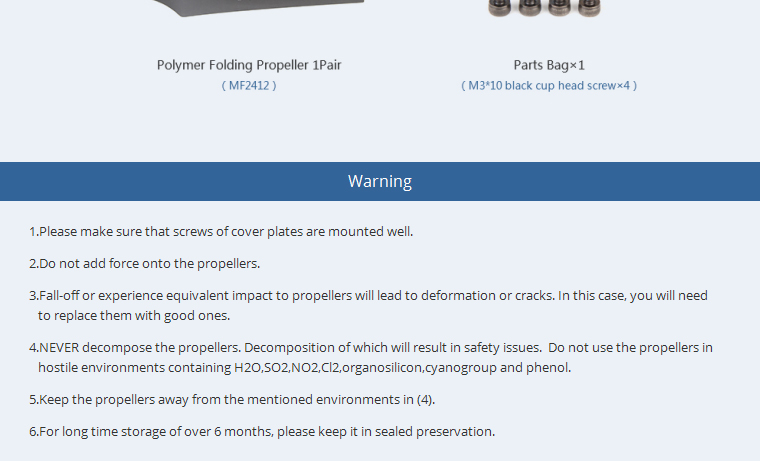 Polymer Folding Propeller 1Pair
( MF2412 )
Parts Bag×1
( M3*10 black cup head screw×4 )
Warning
1.Please make sure that screws of cover plates are mounted well.
2.Do not add force onto the propellers.
3.Fall-off or experience equivalent impact to propellers will lead to deformation or cracks. In this case, you will need
to replace them with good ones.
4.NEVER decompose the propellers. Decomposition of which will result in safety issues.  Do not use the propellers in
hostile environments containing H2O,SO2,NO2,Cl2,organosilicon,cyanogroup and phenol.
5.Keep the propellers away from the mentioned environments in (4).
6.For long time storage of over 6 months, please keep it in sealed preservation.